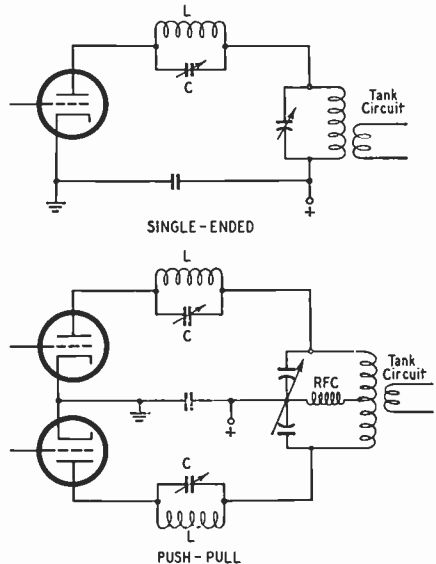 L
C
Tank
Circuit
+
SINGLE-ENDED
L
C
RFC
Tank
Circuit
+
C
L
PUSH-PULL